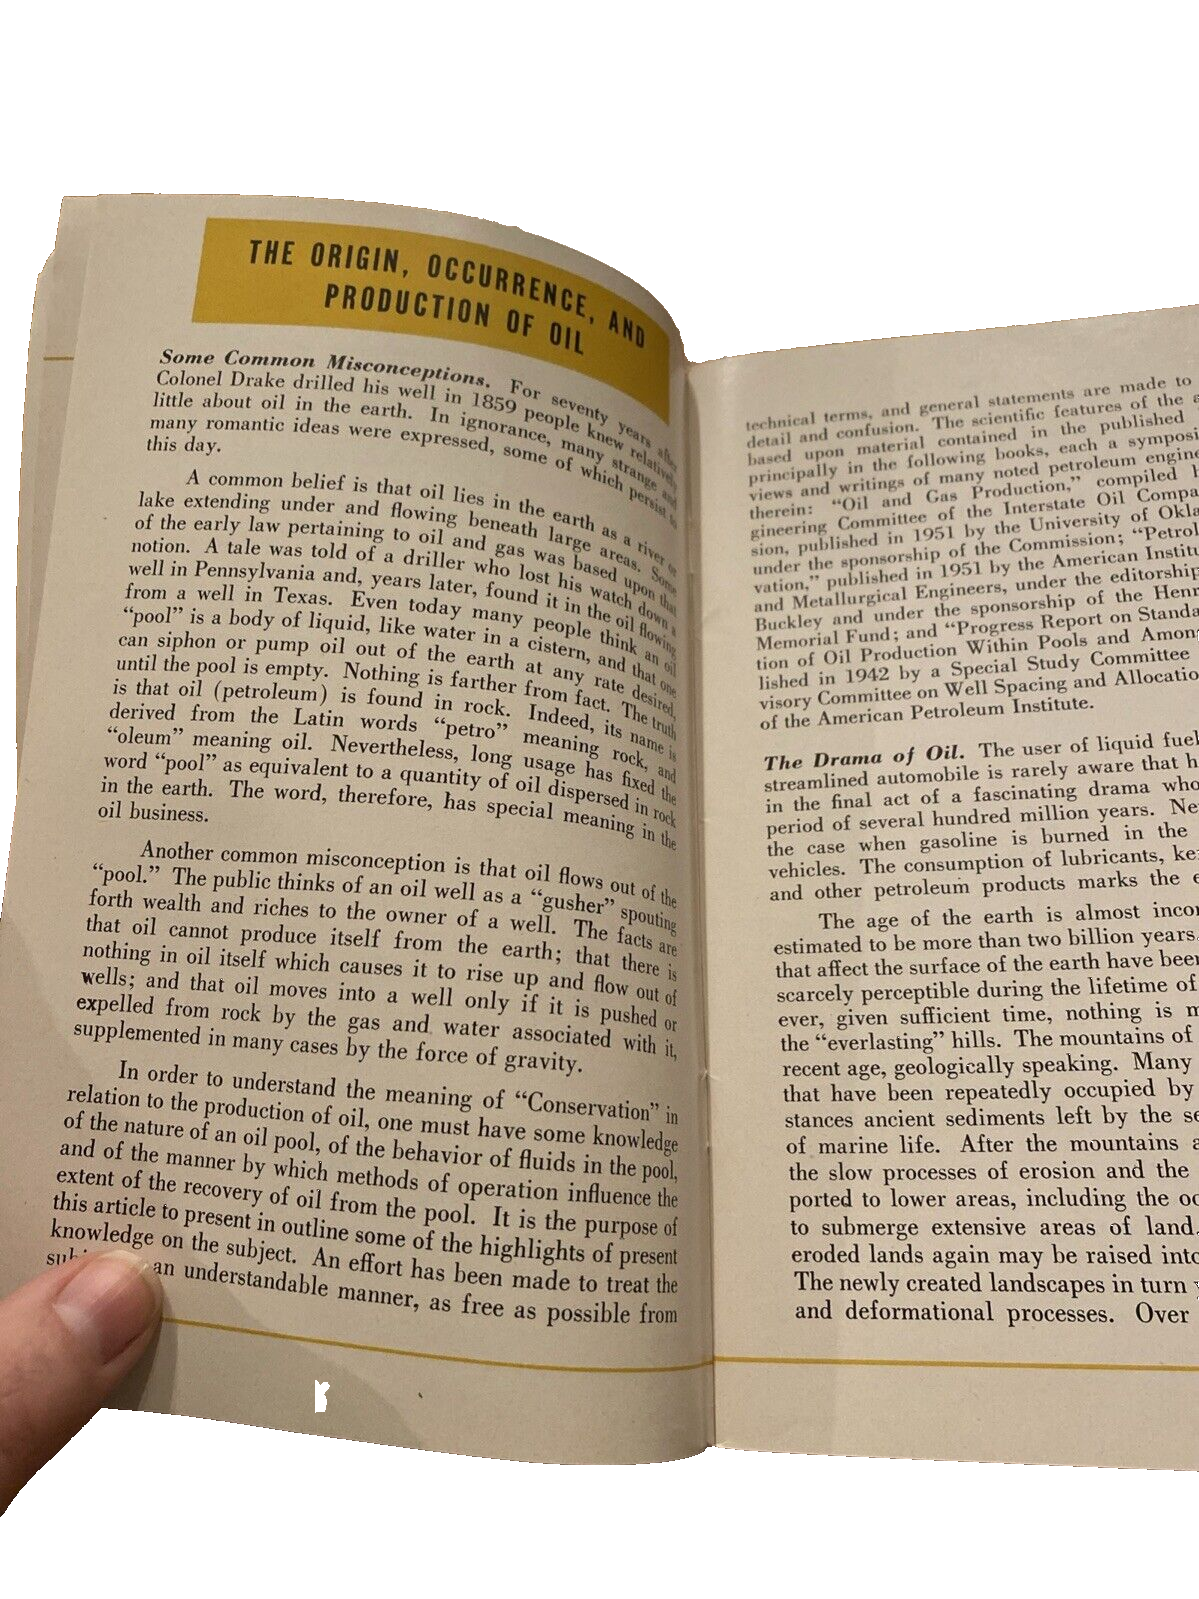 THE ORIGIN, OCCURRENCE, AND
PRODUCTION OF OIL
Some Common Misconceptions. For seventy years after
Colonel Drake drilled his well in 1859 people knew relatively
little about oil in the earth. In ignorance, many strange and
many romantic ideas were expressed, some of which persist to
this day.
A common belief is that oil lies in the earth as a river or
lake extending under and flowing beneath large areas. Some
of the early law pertaining to oil and gas was based upon that
notion. A tale was told of a driller who lost his watch down a
well in Pennsylvania and, years later, found it in the oil flowing
from a well in Texas. Even today many people think an oil
“pool” is a body of liquid, like water in a cistern, and that one
can siphon or pump oil out of the earth at any rate desired,
until the pool is empty. Nothing is farther from fact. The truth
is that oil (petroleum) is found in rock. Indeed, its name is
derived from the Latin words “petro” meaning rock, and
“oleum” meaning oil. Nevertheless, long usage has fixed the
word “pool” as equivalent to a quantity of oil dispersed in rock
in the earth. The word, therefore, has special meaning in the
oil business.
Another common misconception is that oil flows out of the
“pool.” The public thinks of an oil well as a “gusher” spouting
forth wealth and riches to the owner of a well. The facts are
that oil cannot produce itself from the earth; that there is
nothing in oil itself which causes it to rise up and flow out of
wells; and that oil moves into a well only if it is pushed or
expelled from rock by the gas and water associated with it,
supplemented in many cases by the force of gravity.
In order to understand the meaning of “Conservation” in
relation to the production of oil, one must have some knowledge
of the nature of an oil pool, of the behavior of fluids in the pool,
and of the manner by which methods of operation influence the
extent of the recovery of oil from the pool. It is the purpose of
this article to present in outline some of the highlights of present
knowledge on the subject. An effort has been made to treat the
an understandable manner, as free as possible from
technical terms, and general statements are made to
detail and confusion. The scientific features of the a
based upon material contained in the published
principally in the following books, each a symposi
views and writings of many noted petroleum engine
therein: “Oil and Gas Production,” compiled b
gineering Committee of the Interstate Oil Compa
sion, published in 1951 by the University of Okla
under the sponsorship of the Commission; “Petrol
vation,” published in 1951 by the American Institu
and Metallurgical Engineers, under the editorship
Buckley and under the sponsorship of the Henr
Memorial Fund; and “Progress Report on Standa
tion of Oil Production Within Pools and Among
lished in 1942 by a Special Study Committee
visory Committee on Well Spacing and Allocatio
of the American Petroleum Institute.
The Drama of Oil. The user of liquid fuel
streamlined automobile is rarely aware that h
in the final act of a fascinating drama who
period of several hundred million years. Ne
the case when gasoline is burned in the
vehicles. The consumption of lubricants, ke
and other petroleum products marks the e
The age of the earth is almost incon
estimated to be more than two billion years.
that affect the surface of the earth have been
scarcely perceptible during the lifetime of
ever, given sufficient time, nothing is m
the “everlasting” hills. The mountains of
recent age, geologically speaking. Many
that have been repeatedly occupied by
stances ancient sediments left by the se
of marine life. After the mountains a
the slow processes of erosion and the
ported to lower areas, including the oc
to submerge extensive areas of land.
eroded lands again may be raised into
The newly created landscapes in turn y
and deformational processes. Over